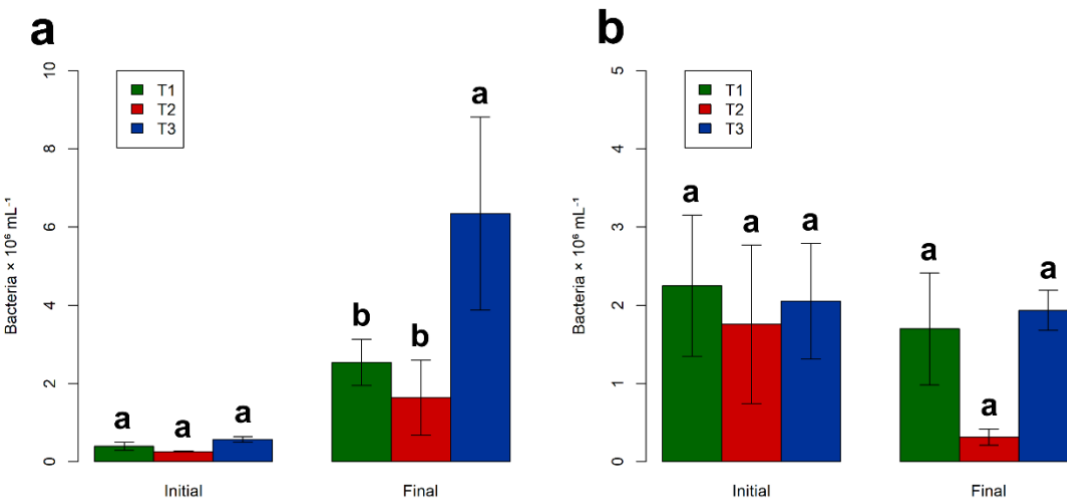 a
Bacteria × 10⁶ mL⁻¹
10
8
6
4
2
0
T1
T2
T3
a
a
a
b
b
a
Initial
Final
b
Bacteria × 10⁶ mL⁻¹
5
4
3
2
1
0
T1
T2
T3
a
a
a
a
a
a
Initial
Final